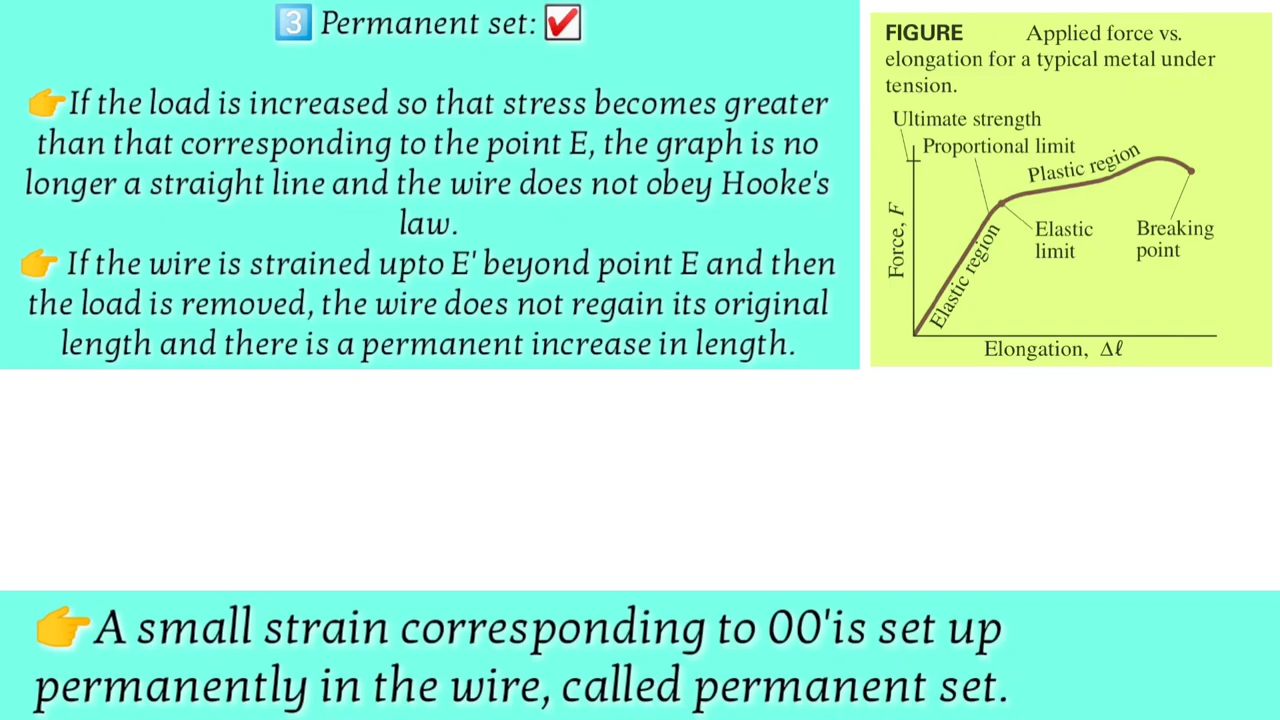 3 Permanent set:
If the load is increased so that stress becomes greater
than that corresponding to the point E, the graph is no
longer a straight line and the wire does not obey Hooke's
law.
If the wire is strained upto E' beyond point E and then
the load is removed, the wire does not regain its original
length and there is a permanent increase in length.
FIGURE Applied force vs.
elongation for a typical metal under
tension.
Ultimate strength
Proportional limit
Plastic region
Force, F
Elastic region
Elastic
limit
Breaking
point
Elongation, Δℓ
A small strain corresponding to 00'is set up
permanently in the wire, called permanent set.